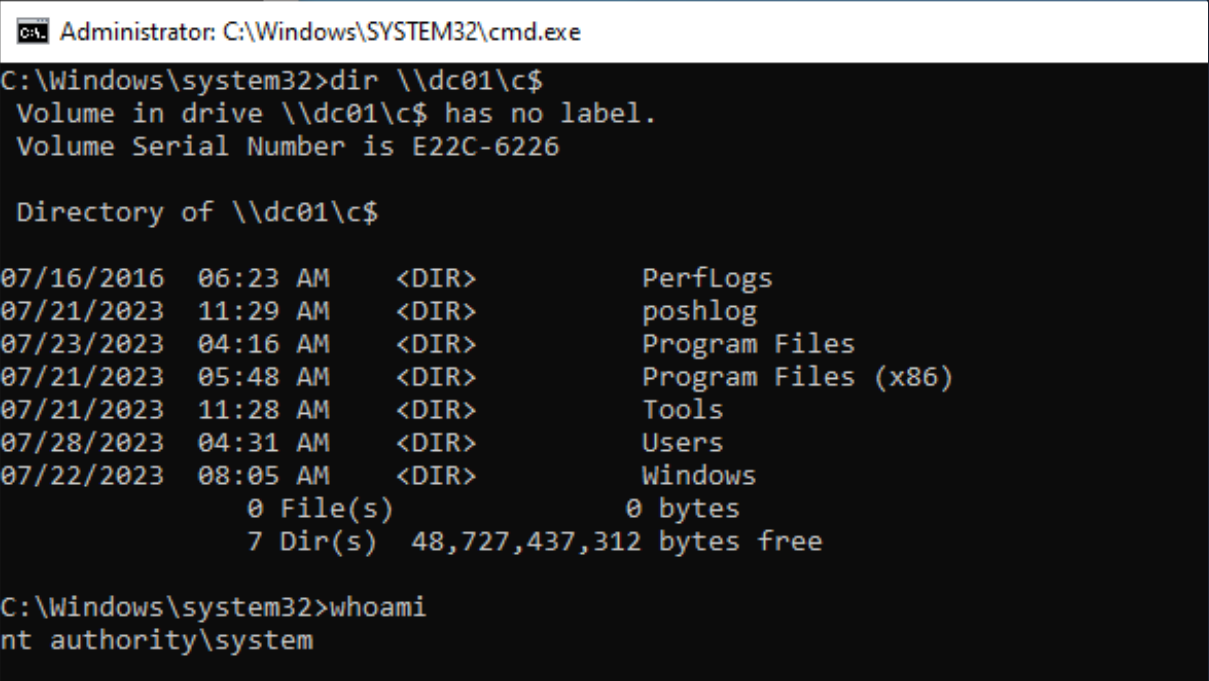 Administrator: C:\Windows\SYSTEM32\cmd.exe
C:\Windows\system32>dir \\dc01\c$
 Volume in drive \\dc01\c$ has no label.
 Volume Serial Number is E22C-6226
 Directory of \\dc01\c$
07/16/2016  06:23 AM    <DIR>          PerfLogs
07/21/2023  11:29 AM    <DIR>          poshlog
07/23/2023  04:16 AM    <DIR>          Program Files
07/21/2023  05:48 AM    <DIR>          Program Files (x86)
07/21/2023  11:28 AM    <DIR>          Tools
07/28/2023  04:31 AM    <DIR>          Users
07/22/2023  08:05 AM    <DIR>          Windows
               0 File(s)              0 bytes
               7 Dir(s)  48,727,437,312 bytes free
C:\Windows\system32>whoami
nt authority\system